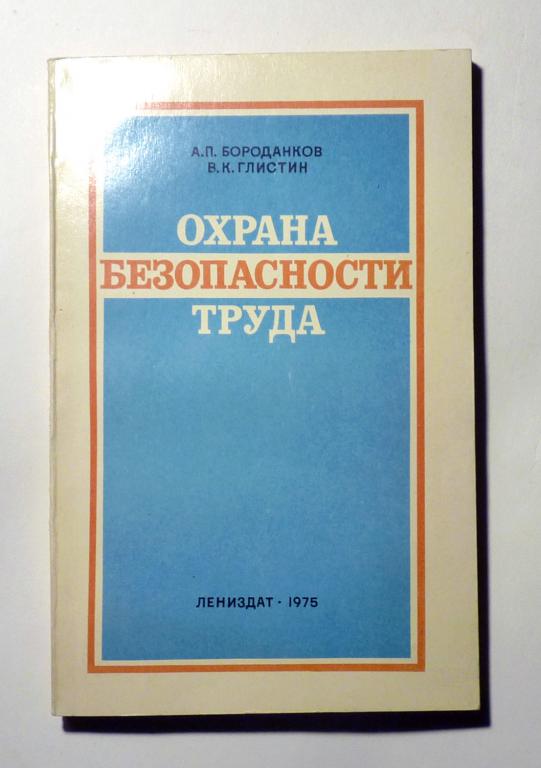 А.П. БОРОДАНКОВ
В.К. ГЛИСТИН
ОХРАНА
БЕЗОПАСНОСТИ
ТРУДА
ЛЕНИЗДАТ · 1975